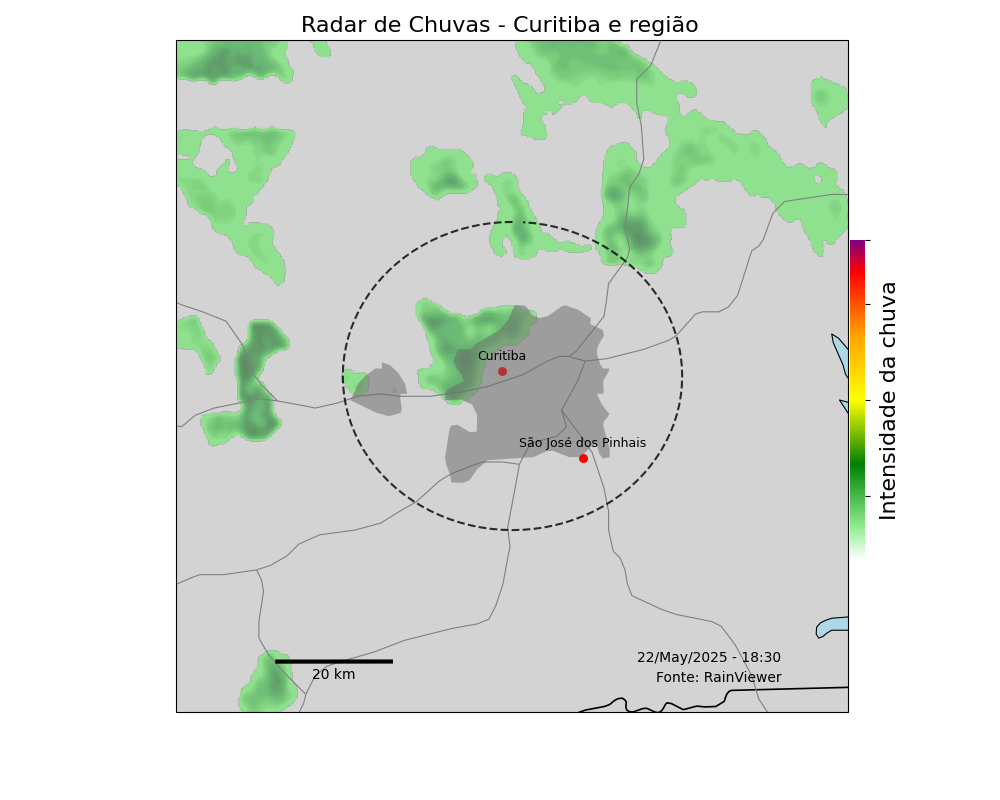 Radar de Chuvas - Curitiba e região
Curitiba
São José dos Pinhais
Intensidade da chuva
22/May/2025 - 18:30
20 km
Fonte: RainViewer